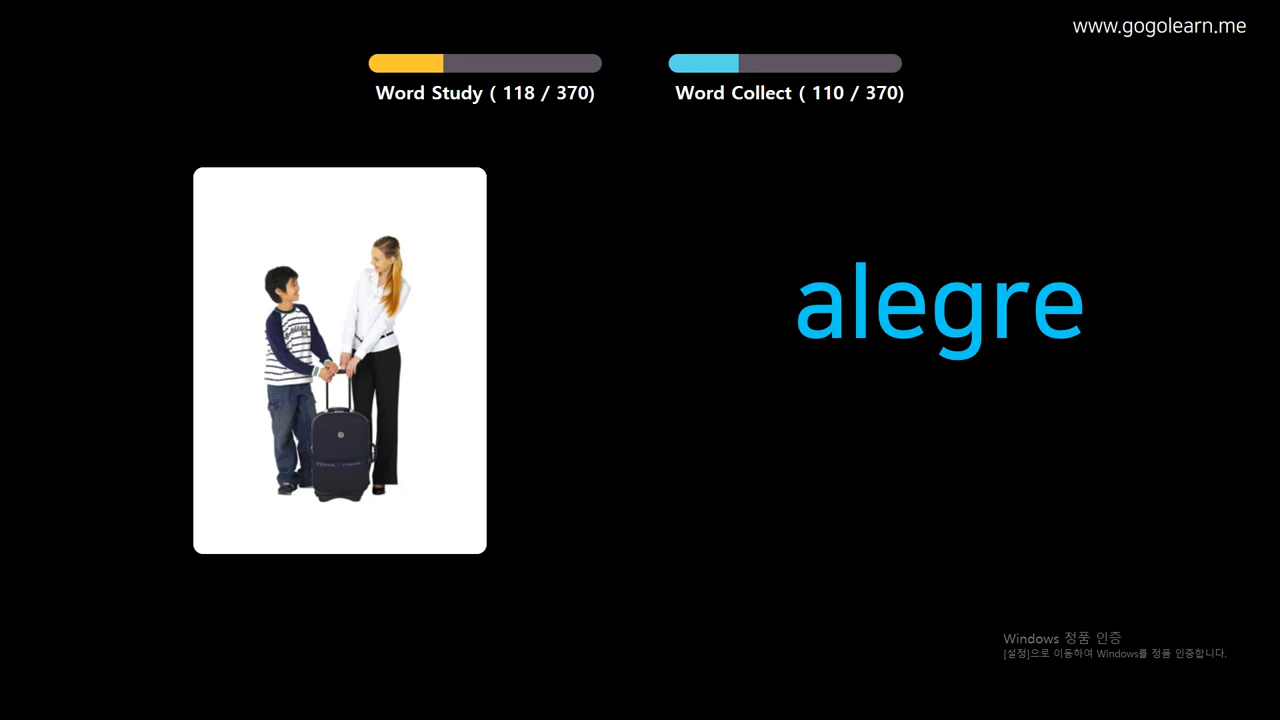 www.gogolearn.me
Word Study ( 118 / 370)
Word Collect ( 110 / 370)
alegre
Windows 정품 인증
[설정]으로 이동하여 Windows를 정품 인증합니다.